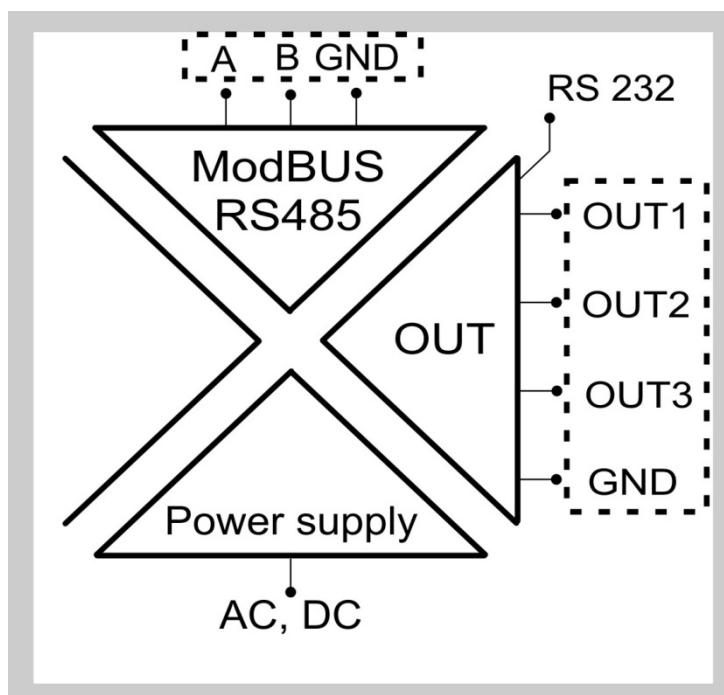 A B GND
RS 232
ModBUS
RS485
OUT1
OUT2
OUT
OUT3
GND
Power supply
AC, DC